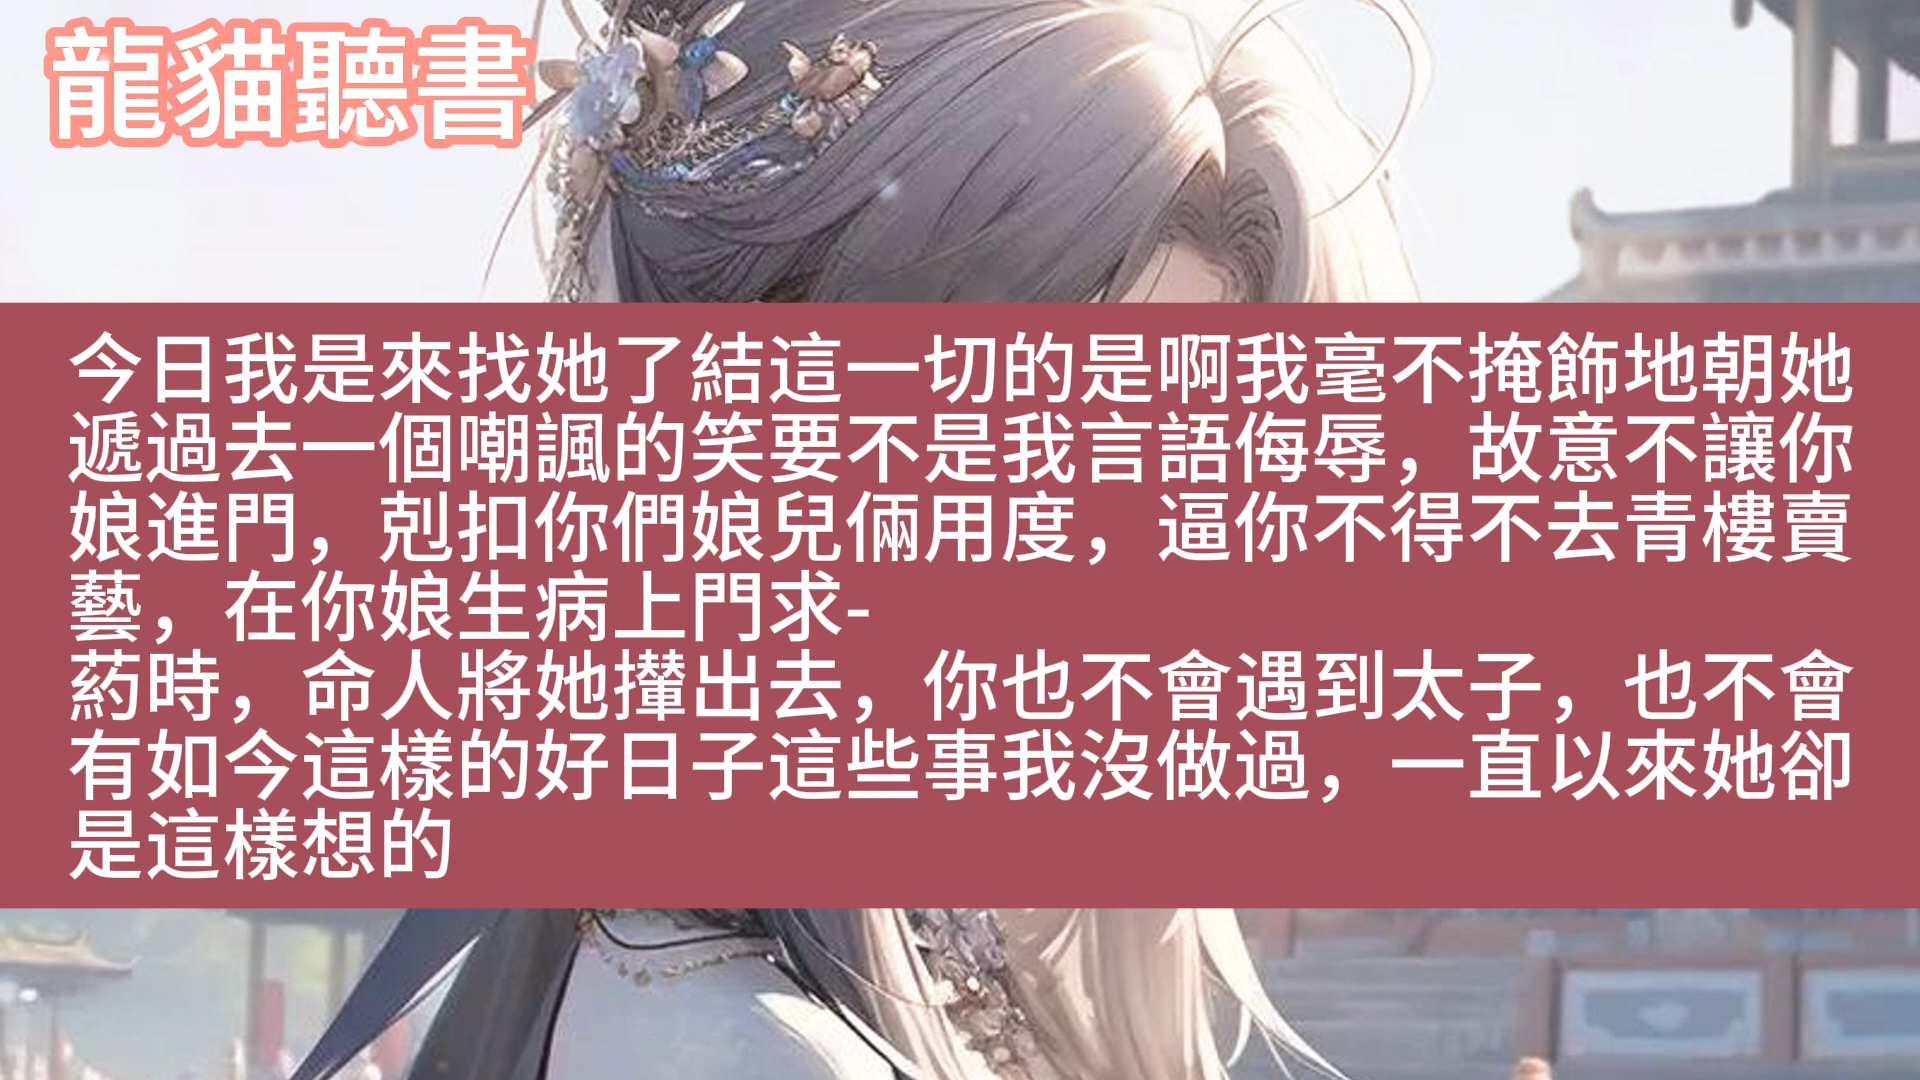 龍貓聽書
今日我是來找她了結這一切的是啊我毫不掩飾地朝她
遞過去一個嘲諷的笑要不是我言語侮辱，故意不讓你
娘進門，剋扣你們娘兒倆用度，逼你不得不去青樓賣
藝，在你娘生病上門求-
葯時，命人將她攆出去，你也不會遇到太子，也不會
有如今這樣的好日子這些事我沒做過，一直以來她卻
是這樣想的